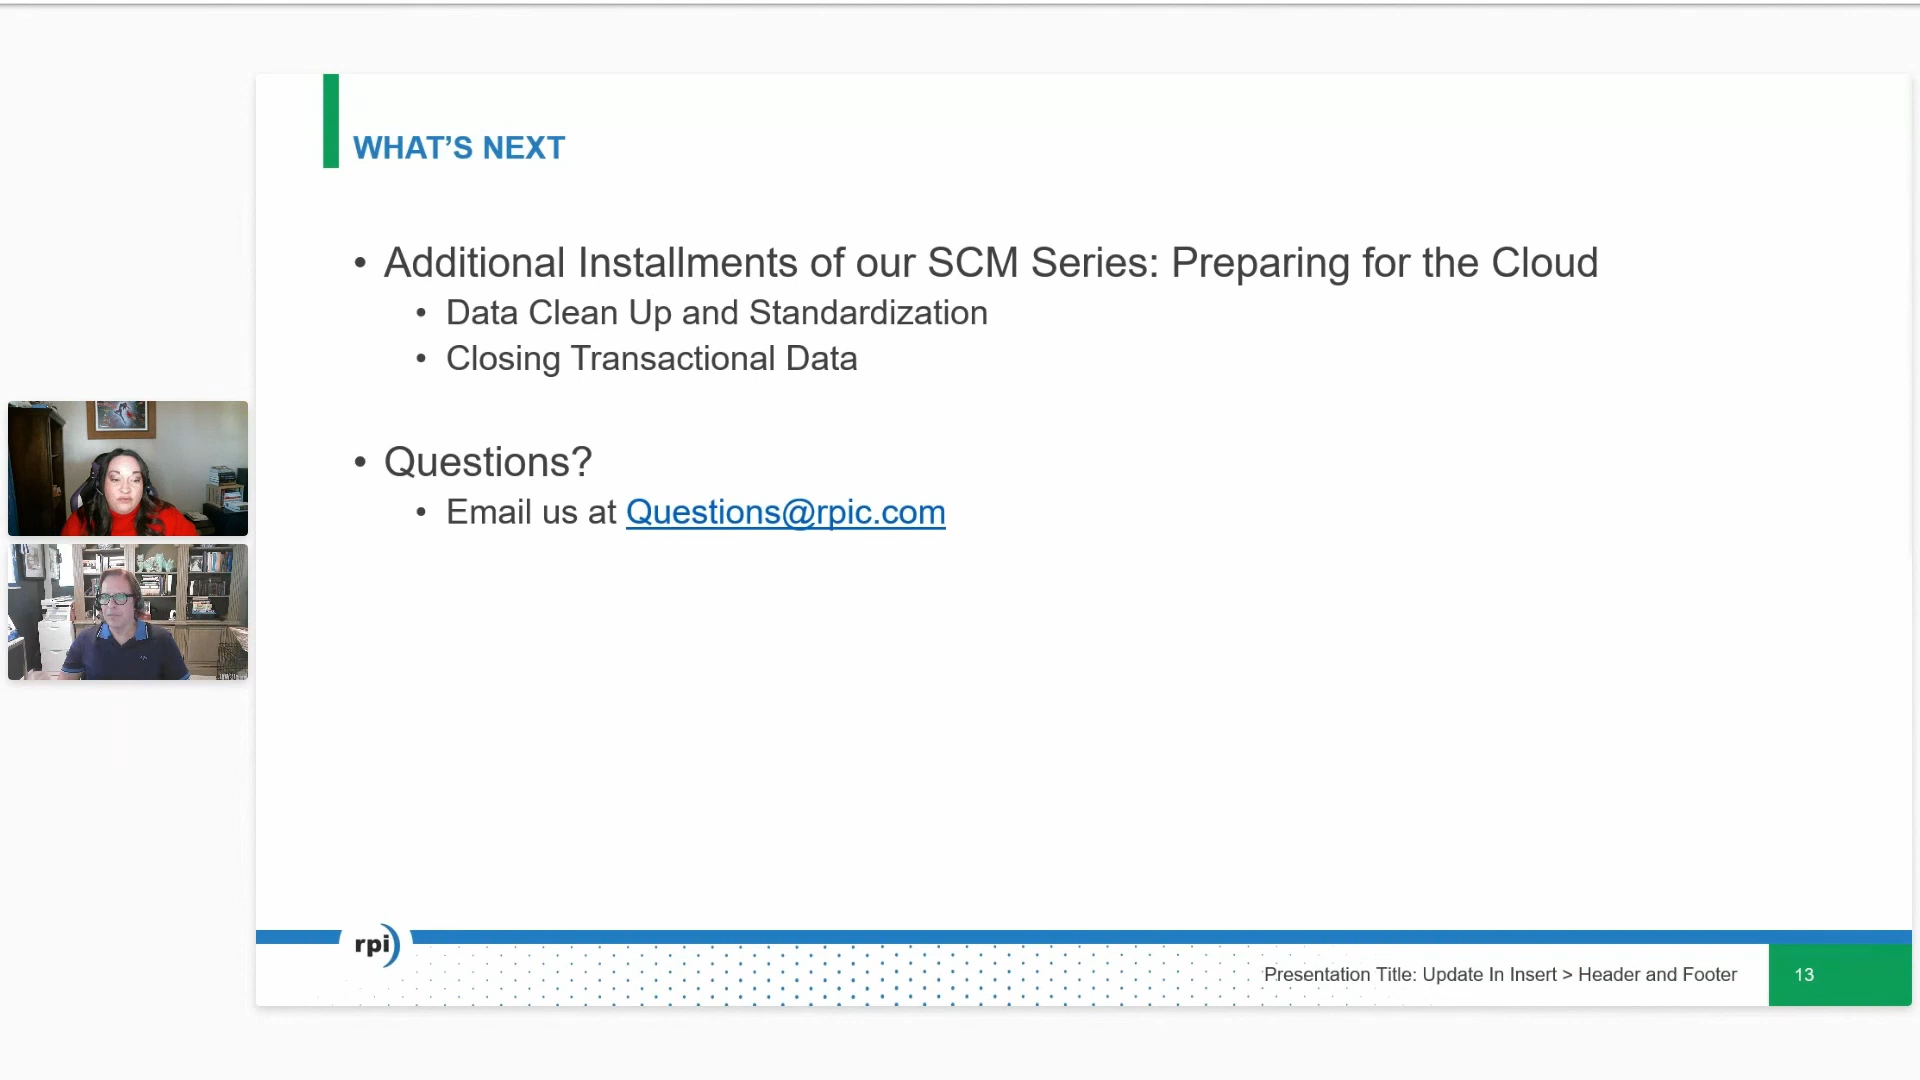 WHAT’S NEXT
• Additional Installments of our SCM Series: Preparing for the Cloud
• Data Clean Up and Standardization
• Closing Transactional Data
• Questions?
• Email us at Questions@rpic.com
rpi
Presentation Title: Update In Insert > Header and Footer
13